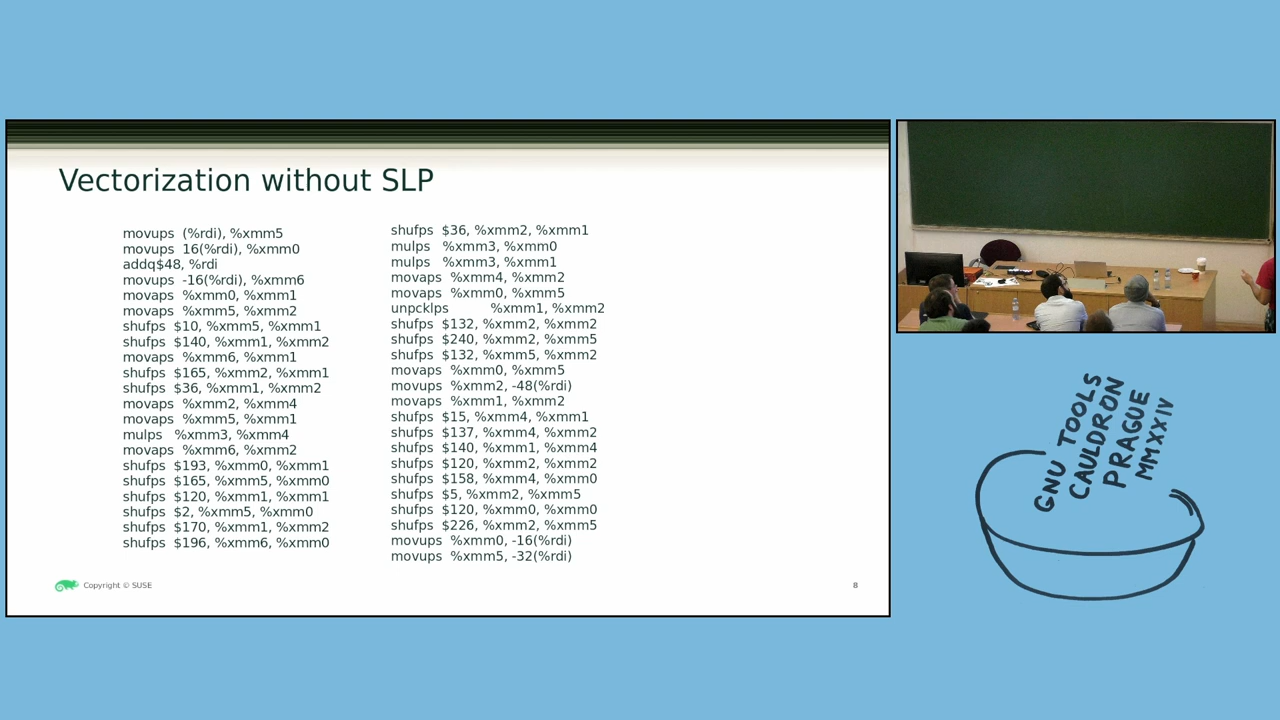 Vectorization without SLP
movups (%rdi), %xmm5
movups 16(%rdi), %xmm0
addq$48, %rdi
movups -16(%rdi), %xmm6
movaps %xmm0, %xmm1
movaps %xmm5, %xmm2
shufps $10, %xmm5, %xmm1
shufps $140, %xmm1, %xmm2
movaps %xmm6, %xmm1
shufps $165, %xmm2, %xmm1
shufps $36, %xmm1, %xmm2
movaps %xmm2, %xmm4
movaps %xmm5, %xmm1
mulps %xmm3, %xmm4
movaps %xmm6, %xmm2
shufps $193, %xmm0, %xmm1
shufps $165, %xmm5, %xmm0
shufps $120, %xmm1, %xmm1
shufps $2, %xmm5, %xmm0
shufps $170, %xmm1, %xmm2
shufps $196, %xmm6, %xmm0
shufps $36, %xmm2, %xmm1
mulps %xmm3, %xmm0
mulps %xmm3, %xmm1
movaps %xmm4, %xmm2
movaps %xmm0, %xmm5
unpcklps %xmm1, %xmm2
shufps $132, %xmm2, %xmm2
shufps $240, %xmm2, %xmm5
shufps $132, %xmm5, %xmm2
movaps %xmm0, %xmm5
movups %xmm2, -48(%rdi)
movaps %xmm1, %xmm2
shufps $15, %xmm4, %xmm1
shufps $137, %xmm4, %xmm2
shufps $140, %xmm1, %xmm4
shufps $120, %xmm2, %xmm2
shufps $158, %xmm4, %xmm0
shufps $5, %xmm2, %xmm5
shufps $120, %xmm0, %xmm0
shufps $226, %xmm2, %xmm5
movups %xmm0, -16(%rdi)
movups %xmm5, -32(%rdi)
Copyright © SUSE
8
GNU TOOLS
CAULDRON
PRAGUE
MMXXIV